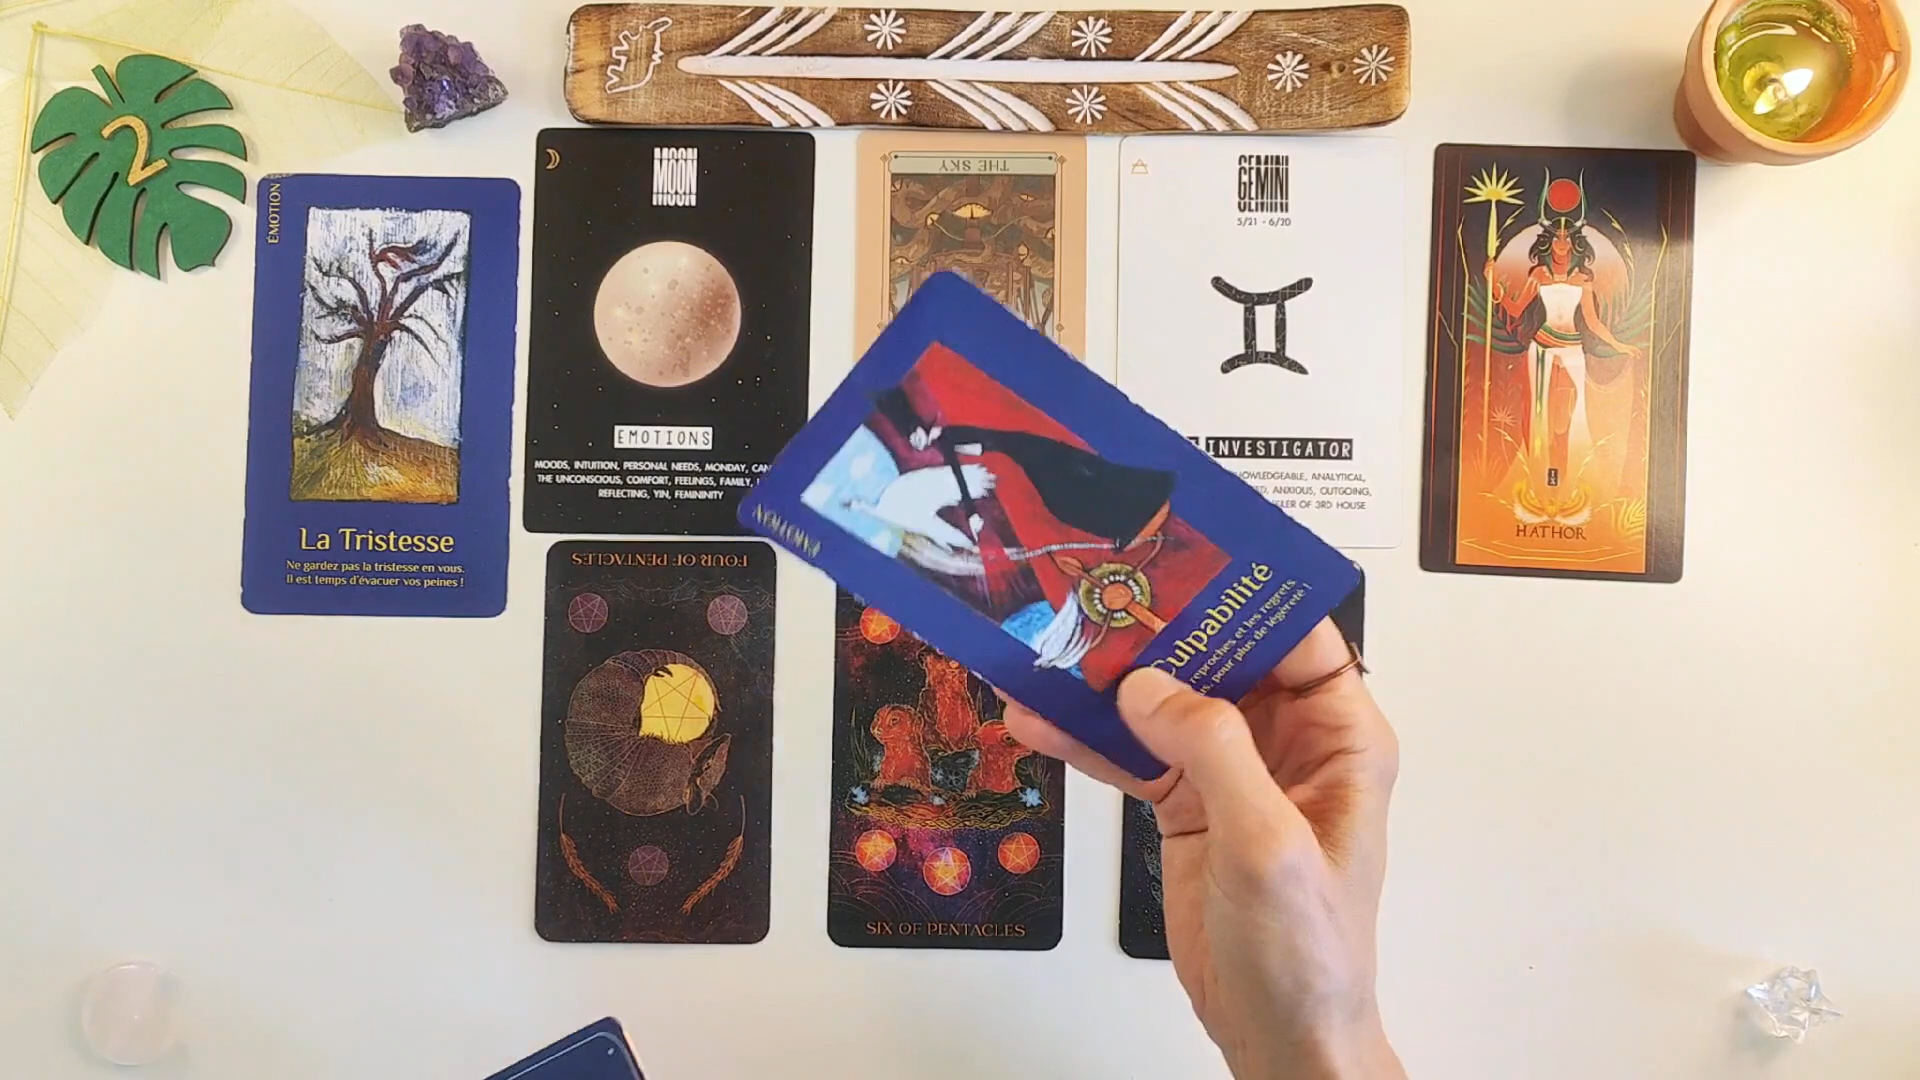 2
ÉMOTION
La Tristesse
Ne gardez pas la tristesse en vous.
Il est temps d'évacuer vos peines !
MOON
EMOTIONS
MOODS, INTUITION, PERSONAL NEEDS, MONDAY,
THE UNCONSCIOUS, COMFORT, FEELINGS, FAMILY,
REFLECTING, YIN, FEMININITY
THE SKY
GEMINI
5/21 - 6/20
INVESTIGATOR
ANALYTICAL,
ANXIOUS, OUTGOING,
OF 3RD HOUSE
HATHOR
ÉMOTION
Culpabilité
reproches et les regrets
pour plus de légèreté !
FOUR OF PENTACLES
SIX OF PENTACLES